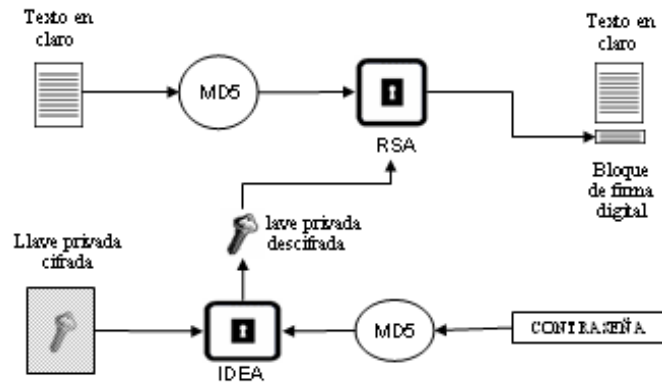 Texto en
claro
MD5
RSA
Texto en
claro
Bloque
de firma
digital
lave privada
descifrada
Llave privada
cifrada
IDEA
MD5
CONTRASEÑA